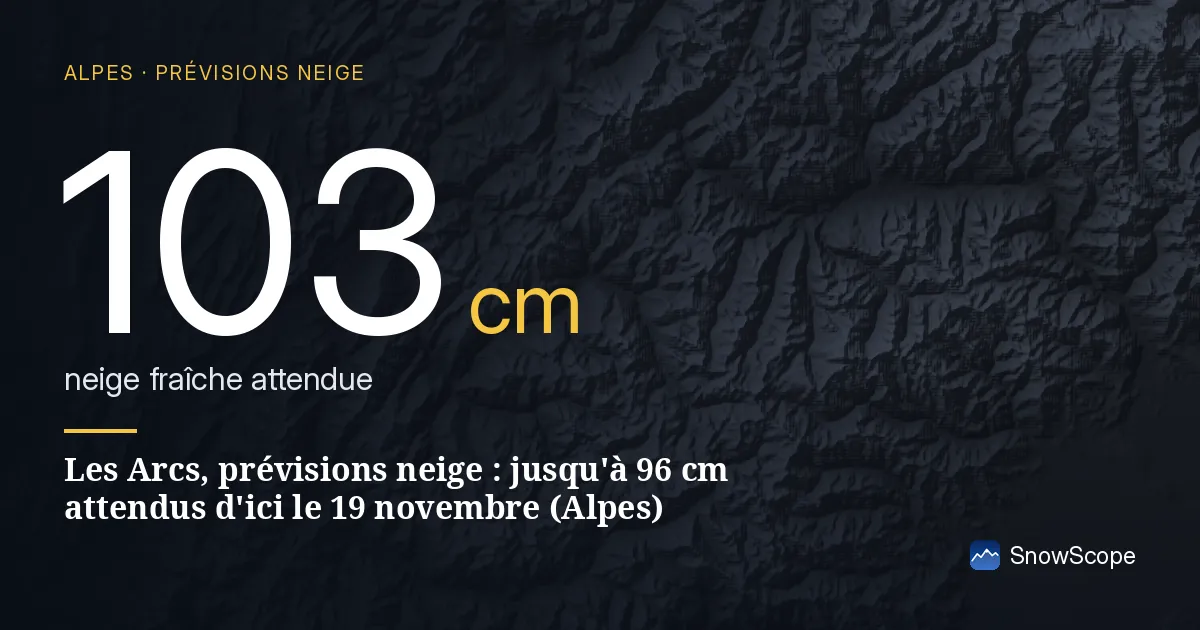 ALPES · PRÉVISIONS NEIGE
103 cm
neige fraîche attendue
Les Arcs, prévisions neige : jusqu'à 96 cm
attendus d'ici le 19 novembre (Alpes)
SnowScope